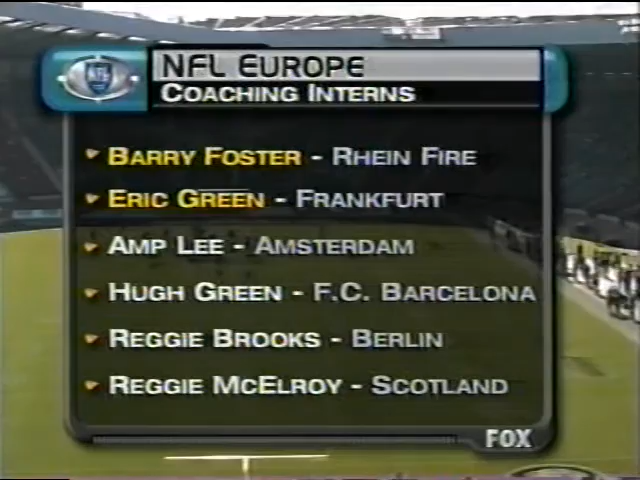 NFL EUROPE
COACHING INTERNS
NFL
BARRY FOSTER - RHEIN FIRE
ERIC GREEN - FRANKFURT
AMP LEE - AMSTERDAM
HUGH GREEN - F.C. BARCELONA
REGGIE BROOKS - BERLIN
REGGIE MCELROY - SCOTLAND
FOX